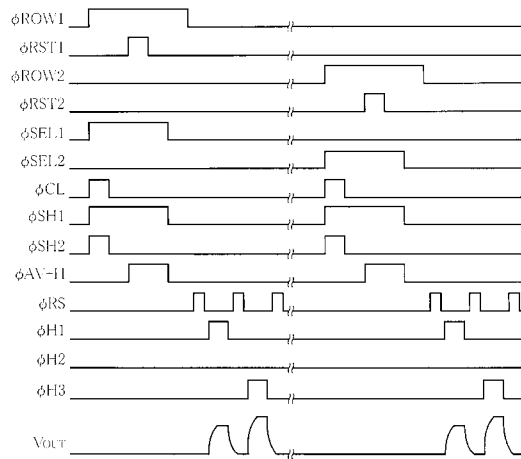 φROW1
φRST1
φROW2
φRST2
φSEL1
φSEL2
φCL
φSH1
φSH2
φAV-H
φRS
φH1
φH2
φH3
VOUT